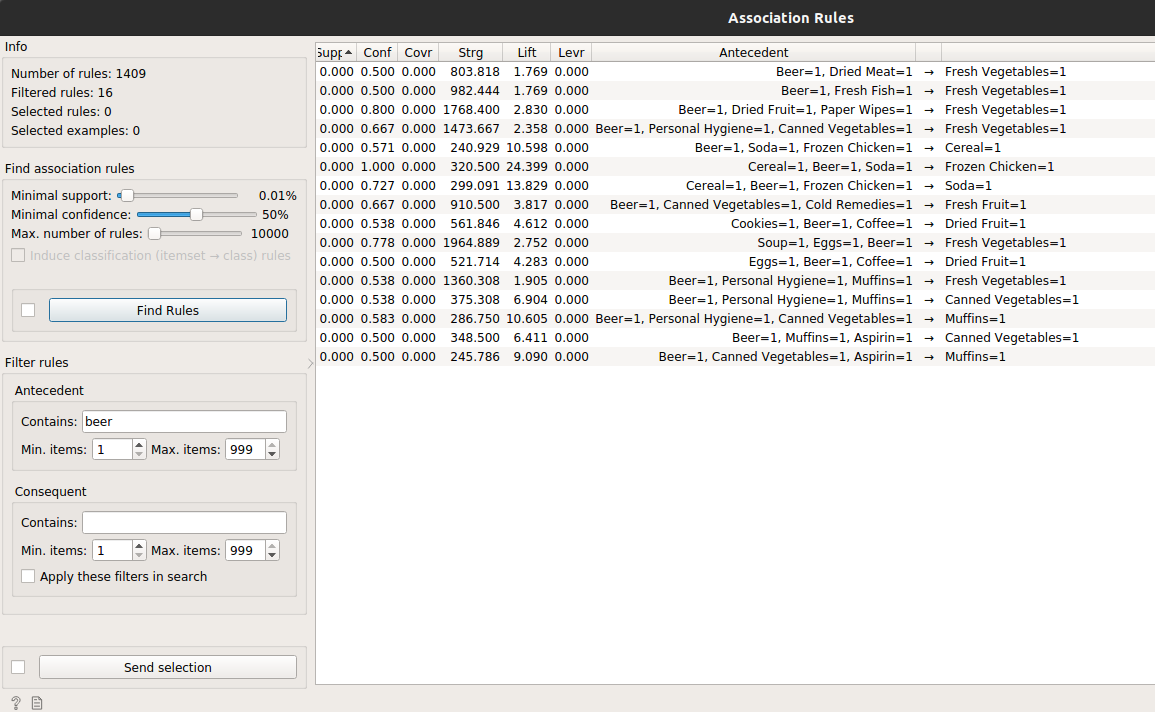 Association Rules
Info
Number of rules: 1409
Filtered rules: 16
Selected rules: 0
Selected examples: 0
Find association rules
Minimal support: 0.01%
Minimal confidence: 50%
Max. number of rules: 10000
Induce classification (itemset → class) rules
Find Rules
Filter rules
Antecedent
Contains: beer
Min. items: 1 Max. items: 999
Consequent
Contains:
Min. items: 1 Max. items: 999
Apply these filters in search
Send selection
Supp Conf Covr Strg Lift Levr Antecedent
0.000 0.500 0.000 803.818 1.769 0.000 Beer=1, Dried Meat=1 → Fresh Vegetables=1
0.000 0.500 0.000 982.444 1.769 0.000 Beer=1, Fresh Fish=1 → Fresh Vegetables=1
0.000 0.800 0.000 1768.400 2.830 0.000 Beer=1, Dried Fruit=1, Paper Wipes=1 → Fresh Vegetables=1
0.000 0.667 0.000 1473.667 2.358 0.000 Beer=1, Personal Hygiene=1, Canned Vegetables=1 → Fresh Vegetables=1
0.000 0.571 0.000 240.929 10.598 0.000 Beer=1, Soda=1, Frozen Chicken=1 → Cereal=1
0.000 1.000 0.000 320.500 24.399 0.000 Cereal=1, Beer=1, Soda=1 → Frozen Chicken=1
0.000 0.727 0.000 299.091 13.829 0.000 Cereal=1, Beer=1, Frozen Chicken=1 → Soda=1
0.000 0.667 0.000 910.500 3.817 0.000 Beer=1, Canned Vegetables=1, Cold Remedies=1 → Fresh Fruit=1
0.000 0.538 0.000 561.846 4.612 0.000 Cookies=1, Beer=1, Coffee=1 → Dried Fruit=1
0.000 0.778 0.000 1964.889 2.752 0.000 Soup=1, Eggs=1, Beer=1 → Fresh Vegetables=1
0.000 0.500 0.000 521.714 4.283 0.000 Eggs=1, Beer=1, Coffee=1 → Dried Fruit=1
0.000 0.538 0.000 1360.308 1.905 0.000 Beer=1, Personal Hygiene=1, Muffins=1 → Fresh Vegetables=1
0.000 0.538 0.000 375.308 6.904 0.000 Beer=1, Personal Hygiene=1, Muffins=1 → Canned Vegetables=1
0.000 0.583 0.000 286.750 10.605 0.000 Beer=1, Personal Hygiene=1, Canned Vegetables=1 → Muffins=1
0.000 0.500 0.000 348.500 6.411 0.000 Beer=1, Muffins=1, Aspirin=1 → Canned Vegetables=1
0.000 0.500 0.000 245.786 9.090 0.000 Beer=1, Canned Vegetables=1, Aspirin=1 → Muffins=1